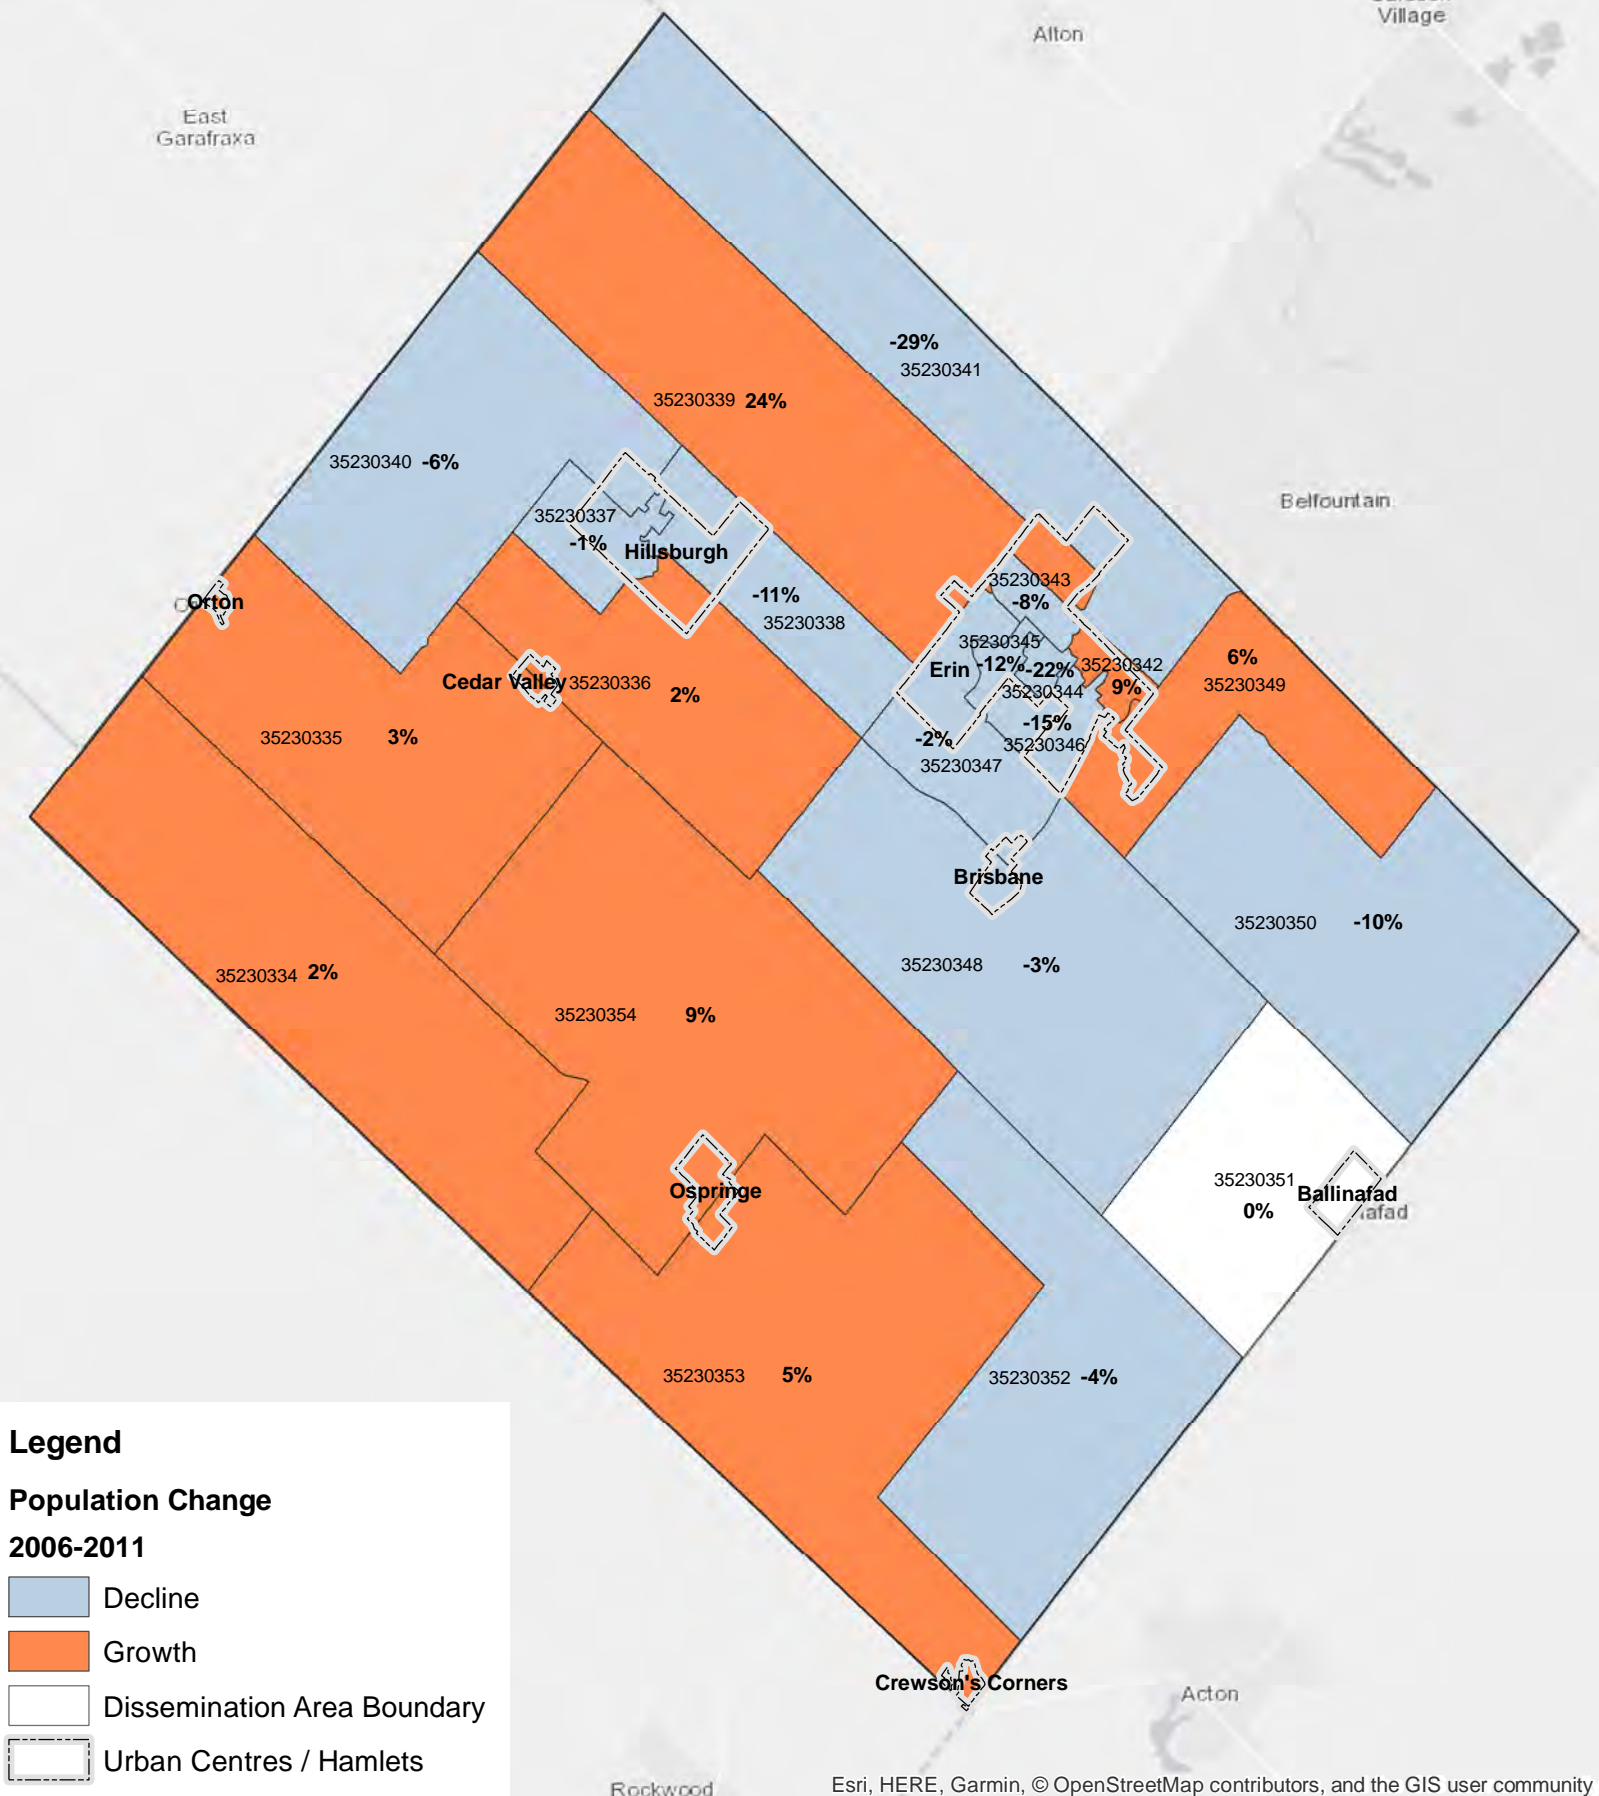 Village
Alton
East
Garafraxa
-29%
35230341
35230339 24%
35230340 -6%
Belfountain
35230337
-1%
Hillsburgh
35230343
-8%
-11%
35230338
Orton
35230345
Erin
-12%
-22%
35230342
9%
35230344
6%
35230349
Cedar Valley
35230336
2%
-15%
35230346
-2%
35230347
35230335
3%
Brisbane
35230350
-10%
35230348
-3%
35230334 2%
35230354
9%
35230351
0%
Ballinafad
afad
Ospringe
35230353
5%
35230352 -4%
Legend
Population Change
2006-2011
Decline
Growth
Dissemination Area Boundary
Urban Centres / Hamlets
Crewson's Corners
Acton
Rockwood
Esri, HERE, Garmin, © OpenStreetMap contributors, and the GIS user community